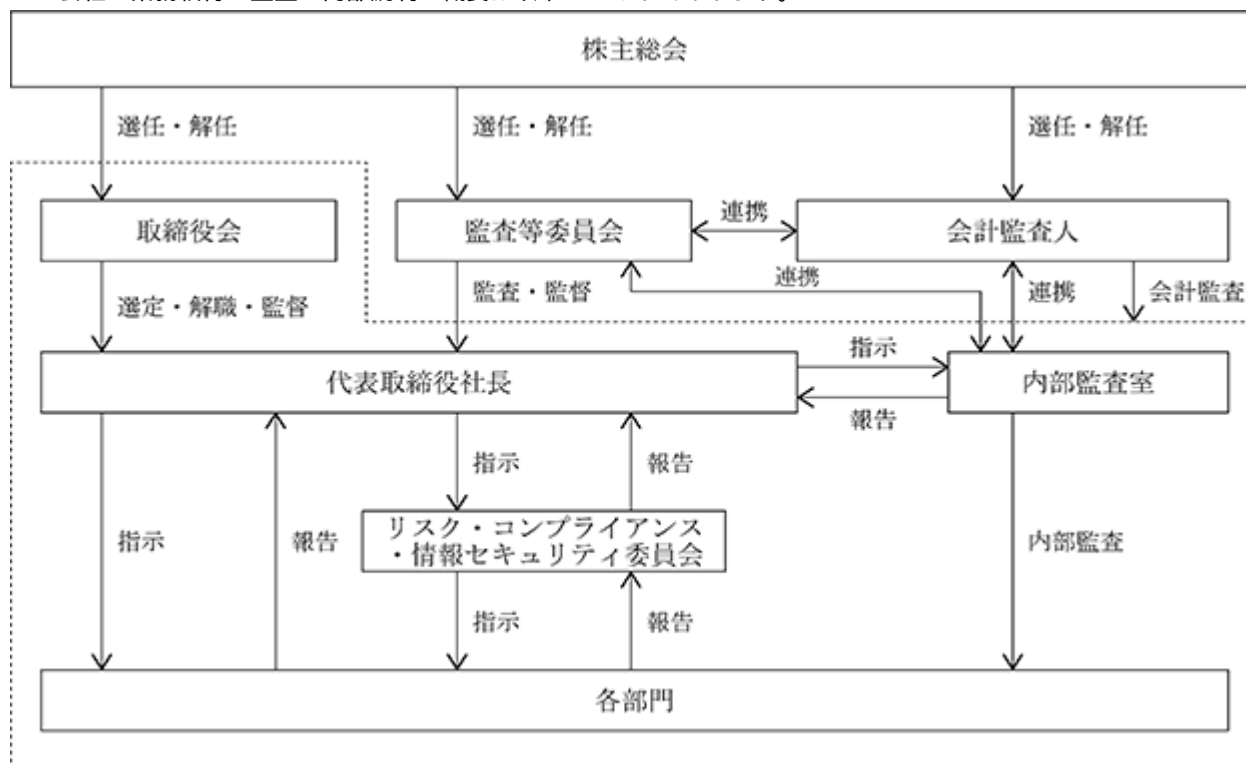 株主総会
選任・解任
選任・解任
選任・解任
取締役会
監査等委員会
連携
会計監査人
選定・解職・監督
監査・監督
連携
連携
会計監査
代表取締役社長
指示
報告
内部監査室
指示
報告
指示
報告
リスク・コンプライアンス
・情報セキュリティ委員会
内部監査
指示
報告
各部門